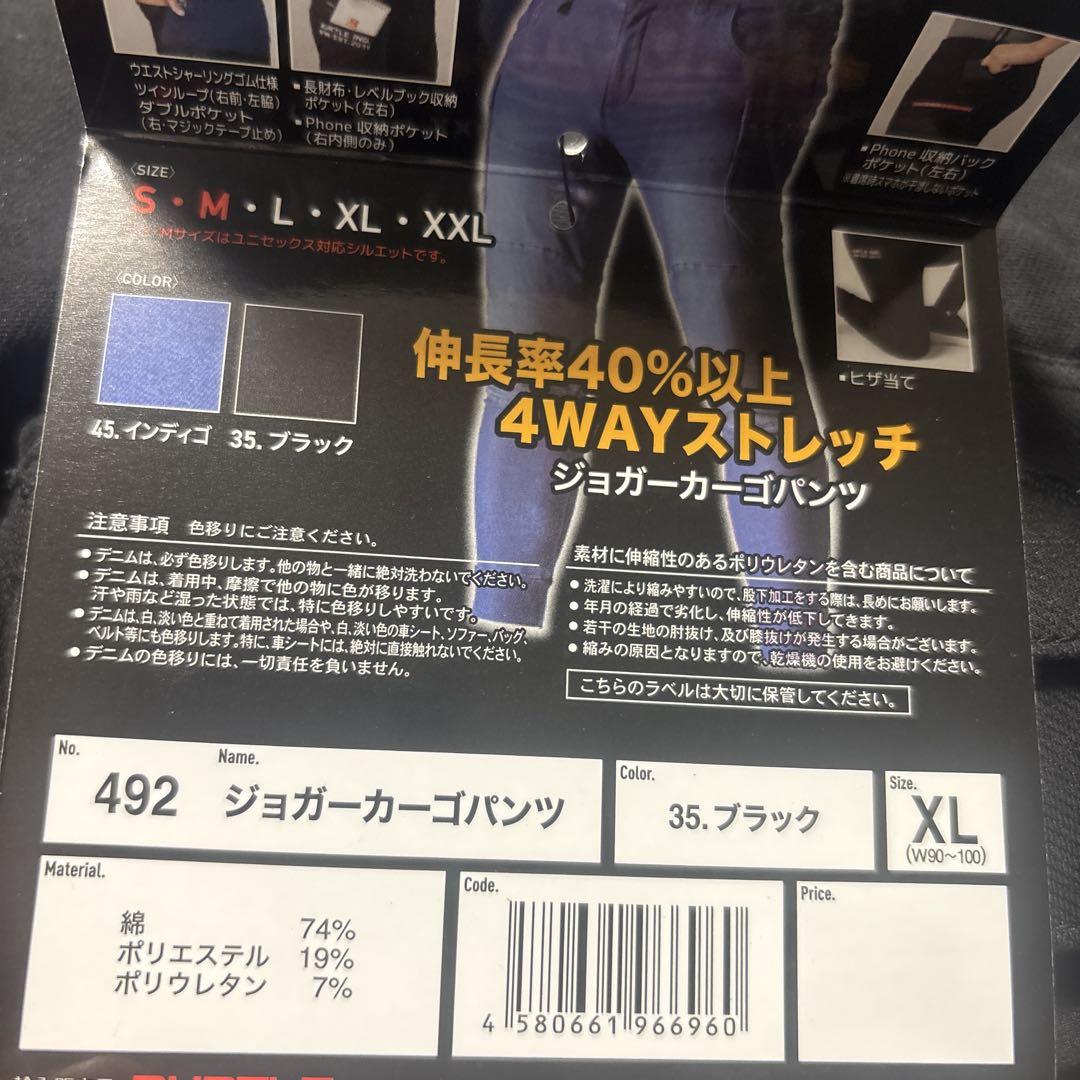 ウエストシャーリングゴム仕様
ツインループ(右前・左脇)
ダブルポケット
(右・マジックテープ止め)
▪長財布・レベルブック収納
ポケット(左右)
▪Phone 収納ポケット
(右内側のみ)
▪Phone 収納バック
ポケット(左右)
〈SIZE〉
S・M・L・XL・XXL
Mサイズはユニセックス対応シルエットです。
〈COLOR〉
45.インディゴ 35.ブラック
▪ヒザ当て
伸長率40%以上
4WAYストレッチ
ジョガーカーゴパンツ
注意事項 色移りにご注意ください。
●デニムは、必ず色移りします。他の物と一緒に絶対洗わないでください。
●デニムは、着用中、摩擦で他の物に色が移ります。
汗や雨など湿った状態では、特に色移りしやすいです。
●デニムは、白、淡い色と重ねて着用された場合や、白、淡い色の車シート、ソファー、バッグ、
ベルト等にも色移りします。特に、車シートには、絶対に直接触れないでください。
●デニムの色移りには、一切責任を負いません。
素材に伸縮性のあるポリウレタンを含む商品について
●洗濯により縮みやすいので、股下加工をする際は、長めにお願いします。
●年月の経過で劣化し、伸縮性が低下してきます。
●若干の生地の肘抜け、及び膝抜けが発生する場合がございます。
●縮みの原因となりますので、乾燥機の使用をお避けください。
こちらのラベルは大切に保管してください。
No.
492
Name.
ジョガーカーゴパンツ
Color.
35.ブラック
Size.
XL
(W90~100)
Material.
綿 74%
ポリエステル 19%
ポリウレタン 7%
Code.
4 580661 966960
Price.